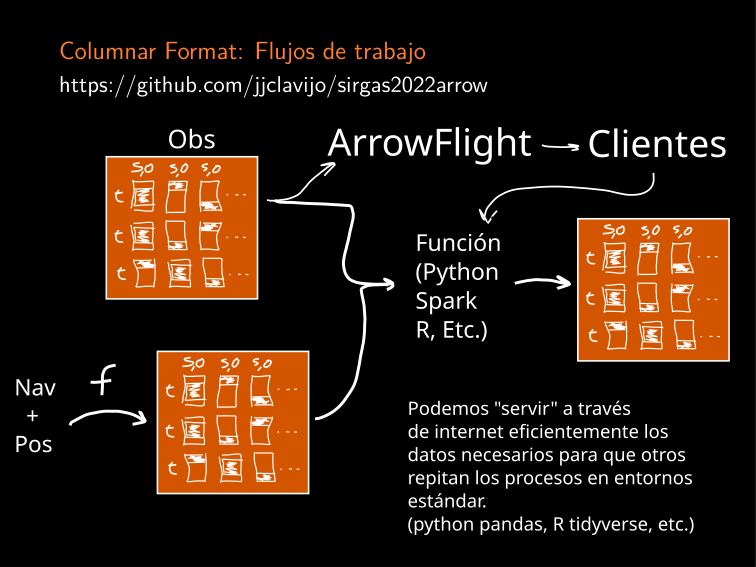 Columnar Format: Flujos de trabajo
https://github.com/jjclavijo/sirgas2022arrow
Obs
ArrowFlight
Clientes
s,o s,o s,o
t ...
t
t ...
Función
(Python
Spark
R, Etc.)
s,o s,o s,o
t ...
t
t ...
Nav
+
Pos
f
s,o s,o s,o
t ...
t
t ...
Podemos "servir" a través
de internet eficientemente los
datos necesarios para que otros
repitan los procesos en entornos
estándar.
(python pandas, R tidyverse, etc.)